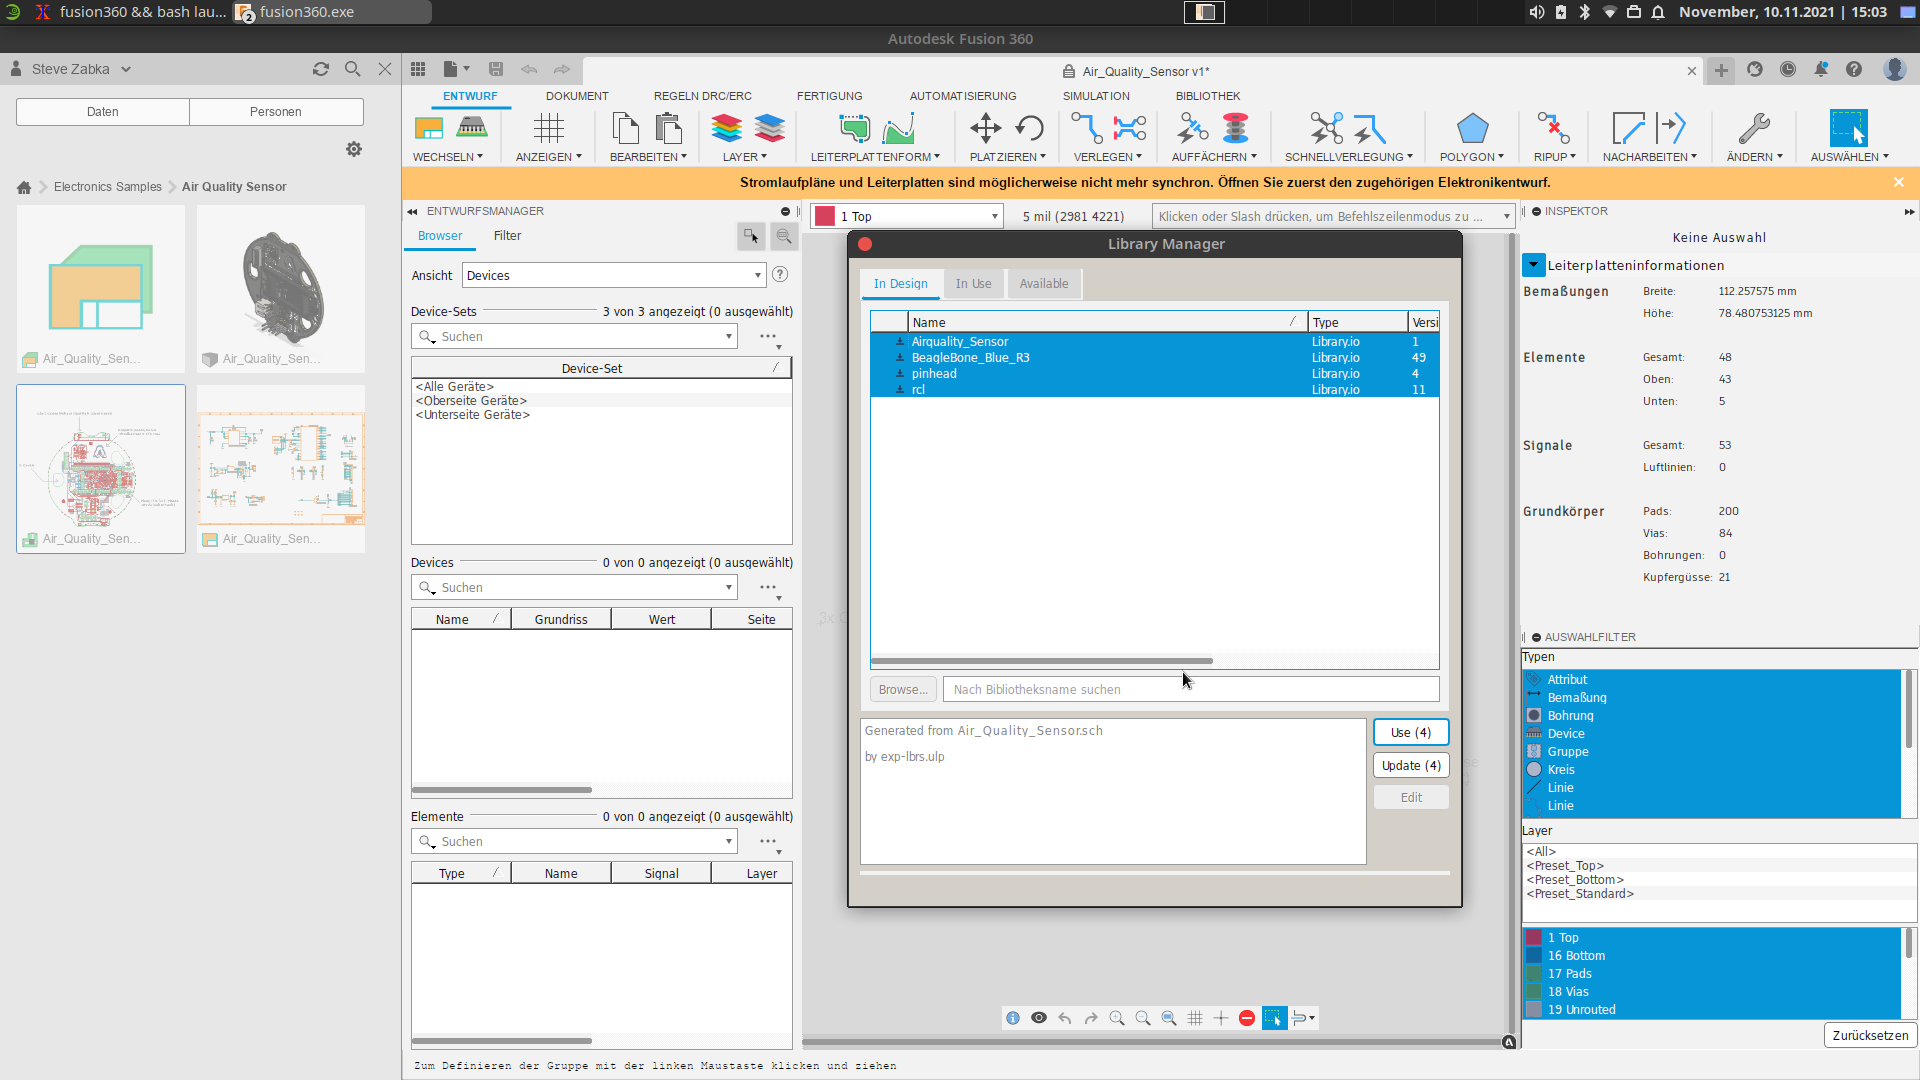 fusion360 && bash lau...
2
fusion360.exe
November, 10.11.2021 | 15:03
Autodesk Fusion 360
Steve Zabka
Daten
Personen
Electronics Samples
Air Quality Sensor
Air_Quality_Sen...
Air_Quality_Sen...
Air_Quality_Sen...
Air_Quality_Sen...
Air_Quality_Sensor v1*
ENTWURF
DOKUMENT
REGELN DRC/ERC
FERTIGUNG
AUTOMATISIERUNG
SIMULATION
BIBLIOTHEK
WECHSELN
ANZEIGEN
BEARBEITEN
LAYER
LEITERPLATTENFORM
PLATZIEREN
VERLEGEN
AUFFÄCHERN
SCHNELLVERLEGUNG
POLYGON
RIPUP
NACHARBEITEN
ÄNDERN
AUSWÄHLEN
Stromlaufpläne und Leiterplatten sind möglicherweise nicht mehr synchron. Öffnen Sie zuerst den zugehörigen Elektronikentwurf.
ENTWURFSMANAGER
Browser
Filter
Ansicht
Devices
Device-Sets
3 von 3 angezeigt (0 ausgewählt)
Suchen
Device-Set
<Alle Geräte>
<Oberseite Geräte>
<Unterseite Geräte>
Devices
0 von 0 angezeigt (0 ausgewählt)
Suchen
Name
Grundriss
Wert
Seite
Elemente
0 von 0 angezeigt (0 ausgewählt)
Suchen
Type
Name
Signal
Layer
1 Top
5 mil (2981 4221)
Klicken oder Slash drücken, um Befehlszeilenmodus zu ...
Library Manager
In Design
In Use
Available
Name
Type
Versi
Airquality_Sensor Library.io 1
BeagleBone_Blue_R3 Library.io 49
pinhead Library.io 4
rcl Library.io 11
Browse...
Nach Bibliotheksname suchen
Generated from Air_Quality_Sensor.sch
by exp-lbrs.ulp
Use (4)
Update (4)
Edit
INSPEKTOR
Keine Auswahl
Leiterplatteninformationen
Bemaßungen
Breite: 112.257575 mm
Höhe: 78.480753125 mm
Elemente
Gesamt: 48
Oben: 43
Unten: 5
Signale
Gesamt: 53
Luftlinien: 0
Grundkörper
Pads: 200
Vias: 84
Bohrungen: 0
Kupfergüsse: 21
AUSWAHLFILTER
Typen
Attribut
Bemaßung
Bohrung
Device
Gruppe
Kreis
Linie
Linie
Layer
<All>
<Preset_Top>
<Preset_Bottom>
<Preset_Standard>
1 Top
16 Bottom
17 Pads
18 Vias
19 Unrouted
Zurücksetzen
Zum Definieren der Gruppe mit der linken Maustaste klicken und ziehen